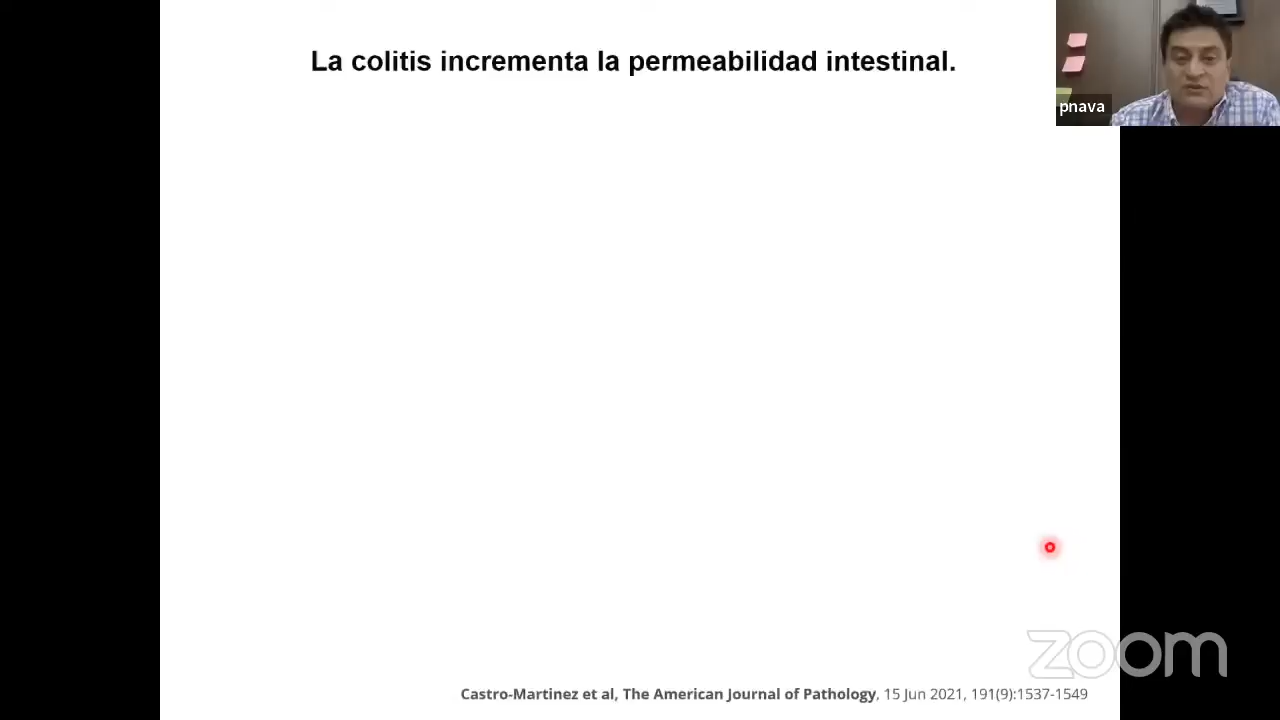 La colitis incrementa la permeabilidad intestinal.
pnava
zoom
Castro-Martinez et al, The American Journal of Pathology, 15 Jun 2021, 191(9):1537-1549